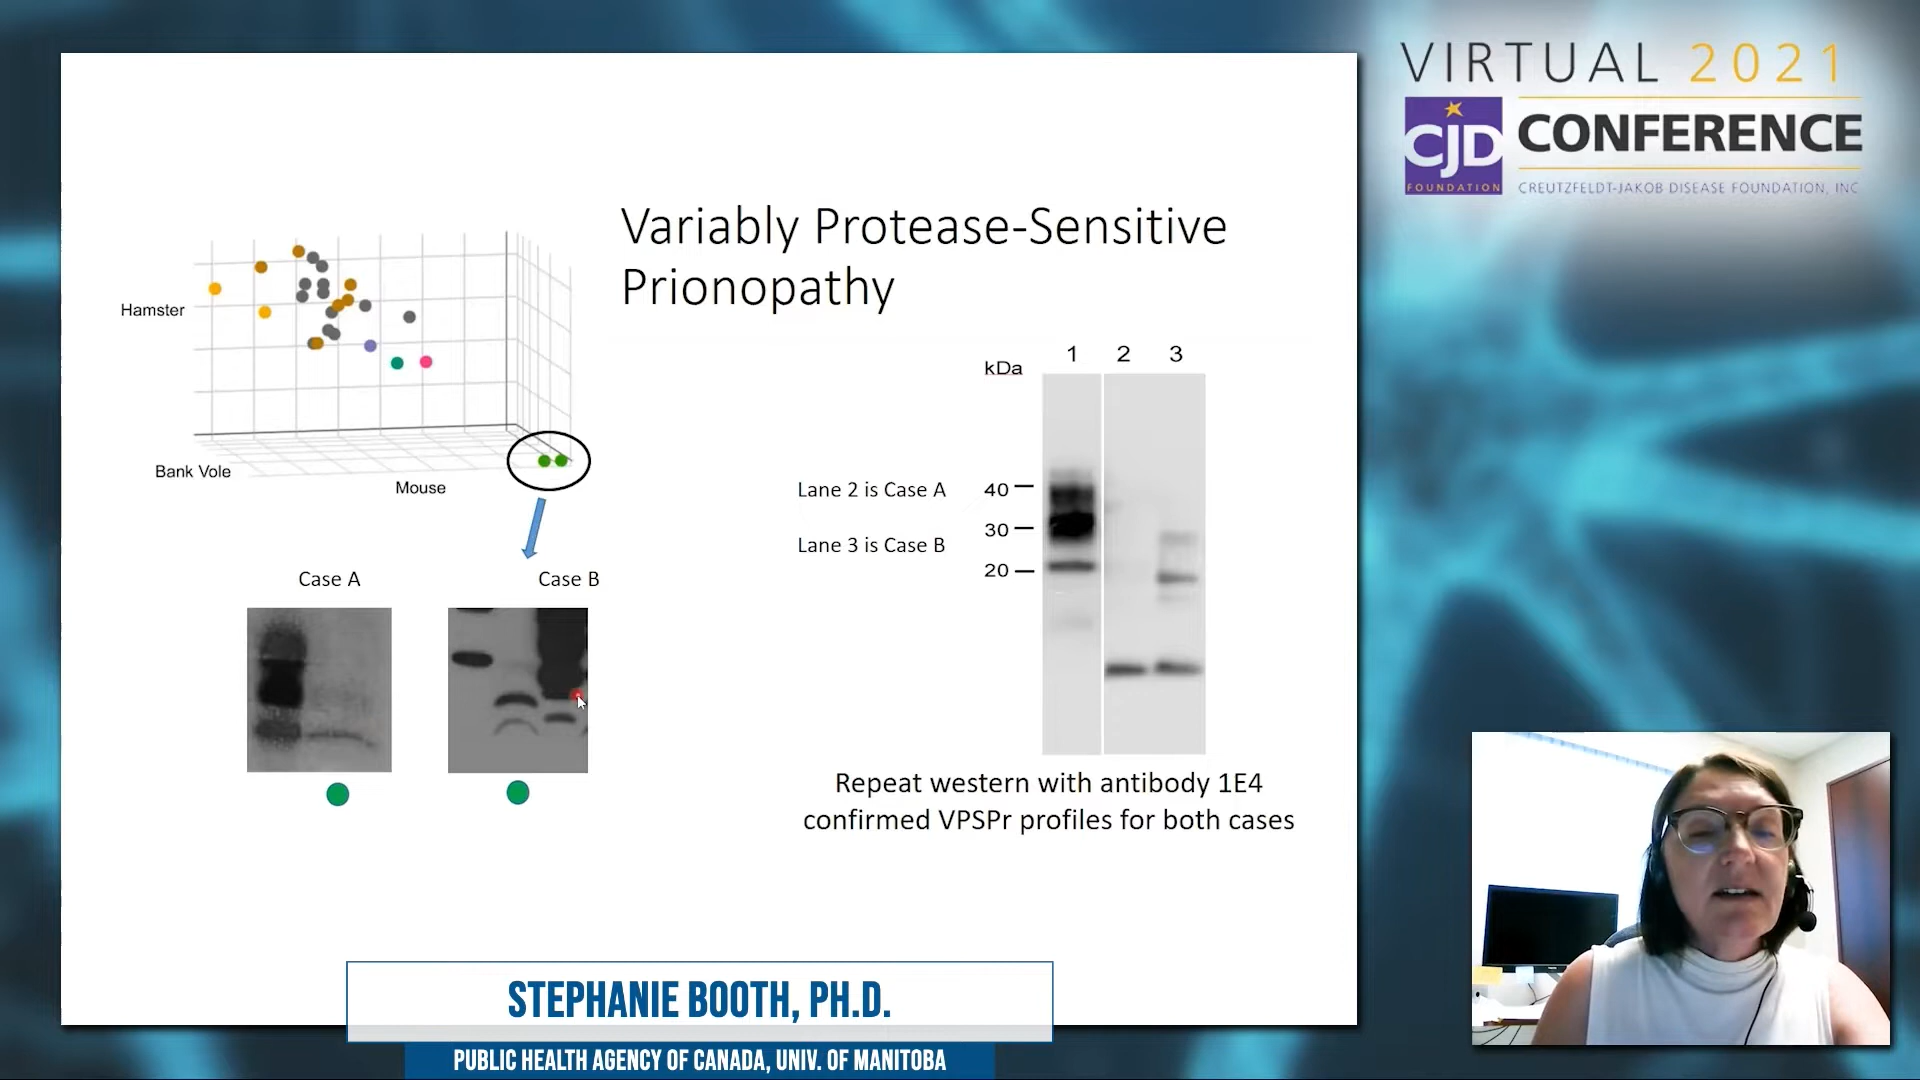 VIRTUAL 2021
CJD
FOUNDATION
CONFERENCE
CREUTZFELDT-JAKOB DISEASE FOUNDATION, INC
Variably Protease-Sensitive
Prionopathy
Hamster
Bank Vole
Mouse
Case A
Case B
1 2 3
kDa
Lane 2 is Case A
40
30
Lane 3 is Case B
20
Repeat western with antibody 1E4
confirmed VPSPr profiles for both cases
STEPHANIE BOOTH, PH.D.
PUBLIC HEALTH AGENCY OF CANADA, UNIV. OF MANITOBA